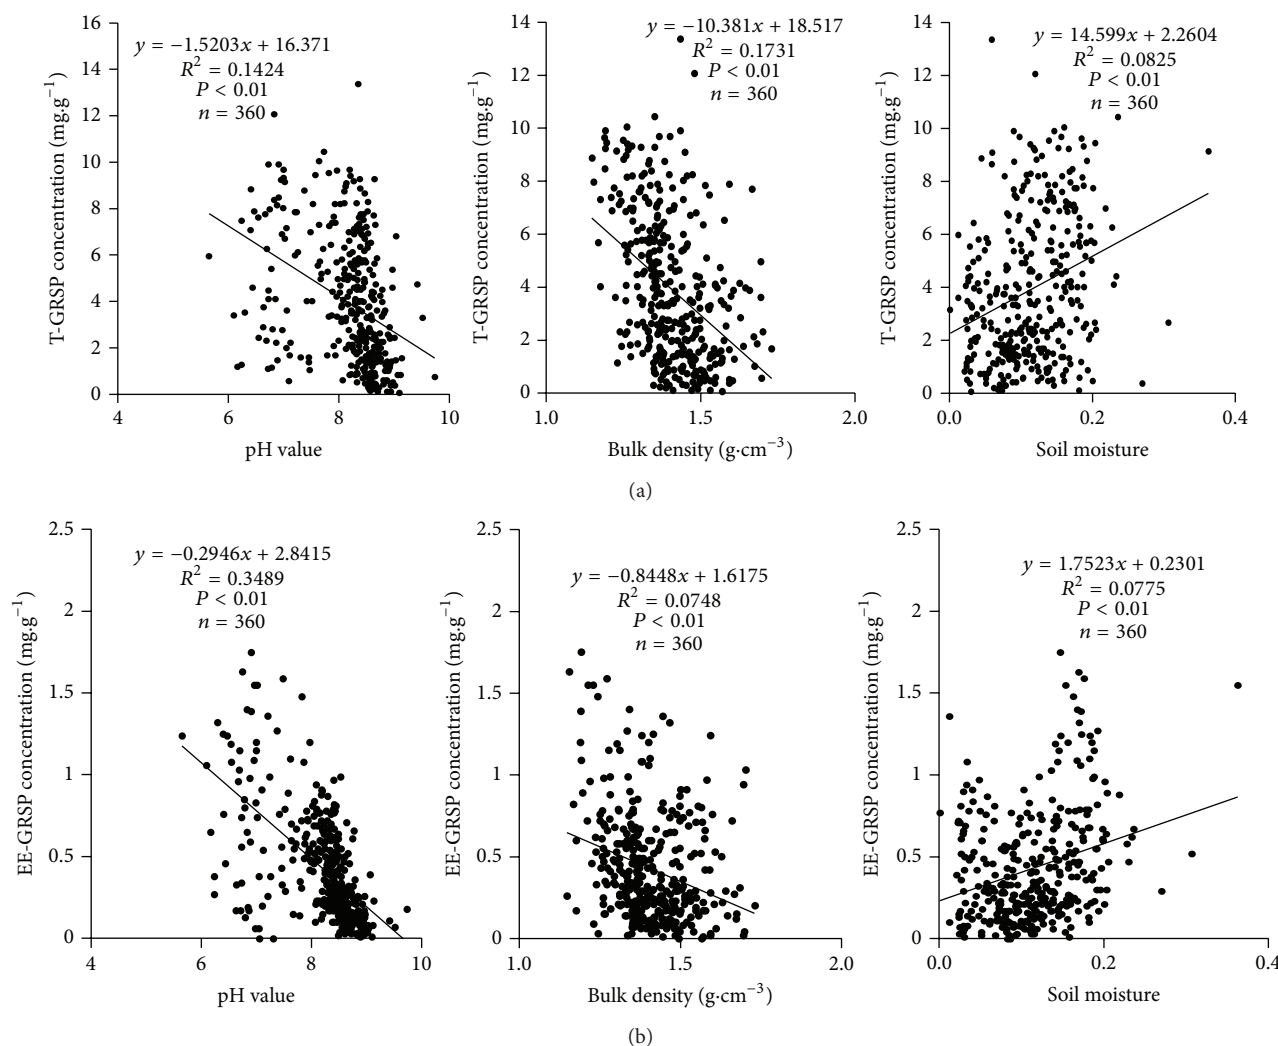 16
14
12
10
8
6
4
2
0
T-GRSP concentration (mg.g−1)
y = −1.5203x + 16.371
R2 = 0.1424
P < 0.01
n = 360
4
6
8
10
pH value
14
12
10
8
6
4
2
0
T-GRSP concentration (mg.g−1)
y = −10.381x + 18.517
R2 = 0.1731
P < 0.01
n = 360
1.0
1.5
2.0
Bulk density (g·cm−3)
14
12
10
8
6
4
2
0
T-GRSP concentration (mg.g−1)
y = 14.599x + 2.2604
R2 = 0.0825
P < 0.01
n = 360
0.0
0.2
0.4
Soil moisture
(a)
2.5
2
1.5
1
0.5
0
EE-GRSP concentration (mg.g−1)
y = −0.2946x + 2.8415
R2 = 0.3489
P < 0.01
n = 360
4
6
8
10
pH value
2.5
2
1.5
1
0.5
0
EE-GRSP concentration (mg.g−1)
y = −0.8448x + 1.6175
R2 = 0.0748
P < 0.01
n = 360
1.0
1.5
2.0
Bulk density (g·cm−3)
2.5
2
1.5
1
0.5
0
EE-GRSP concentration (mg.g−1)
y = 1.7523x + 0.2301
R2 = 0.0775
P < 0.01
n = 360
0.0
0.2
0.4
Soil moisture
(b)